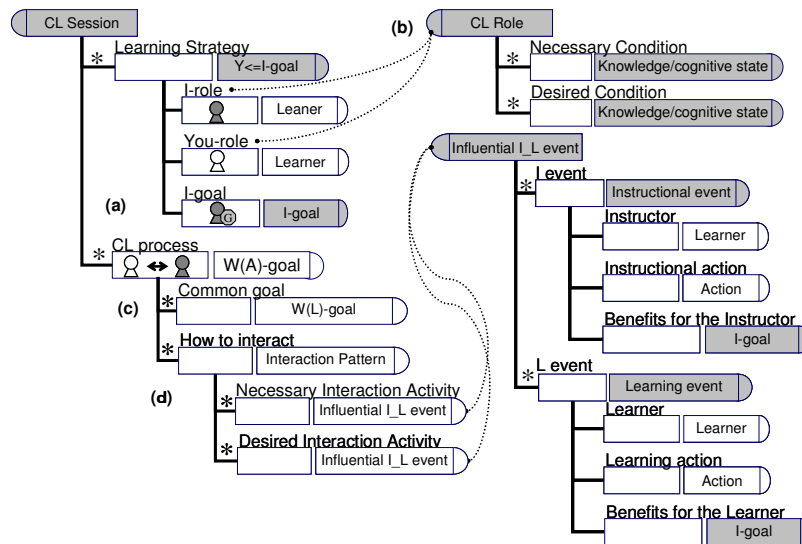 CL Session
*
Learning Strategy
Y<=I-goal
I-role
Leaner
You-role
Learner
I-goal
G
I-goal
(a)
*
CL process
W(A)-goal
(c)
*
Common goal
W(L)-goal
*
How to interact
Interaction Pattern
(d)
*
Necessary Interaction Activity
Influential I_L event
*
Desired Interaction Activity
Influential I_L event
(b)
CL Role
*
Necessary Condition
Knowledge/cognitive state
*
Desired Condition
Knowledge/cognitive state
Influential I_L event
*
I event
Instructional event
Instructor
Learner
Instructional action
Action
Benefits for the Instructor
I-goal
*
L event
Learning event
Learner
Learner
Learning action
Action
Benefits for the Learner
I-goal